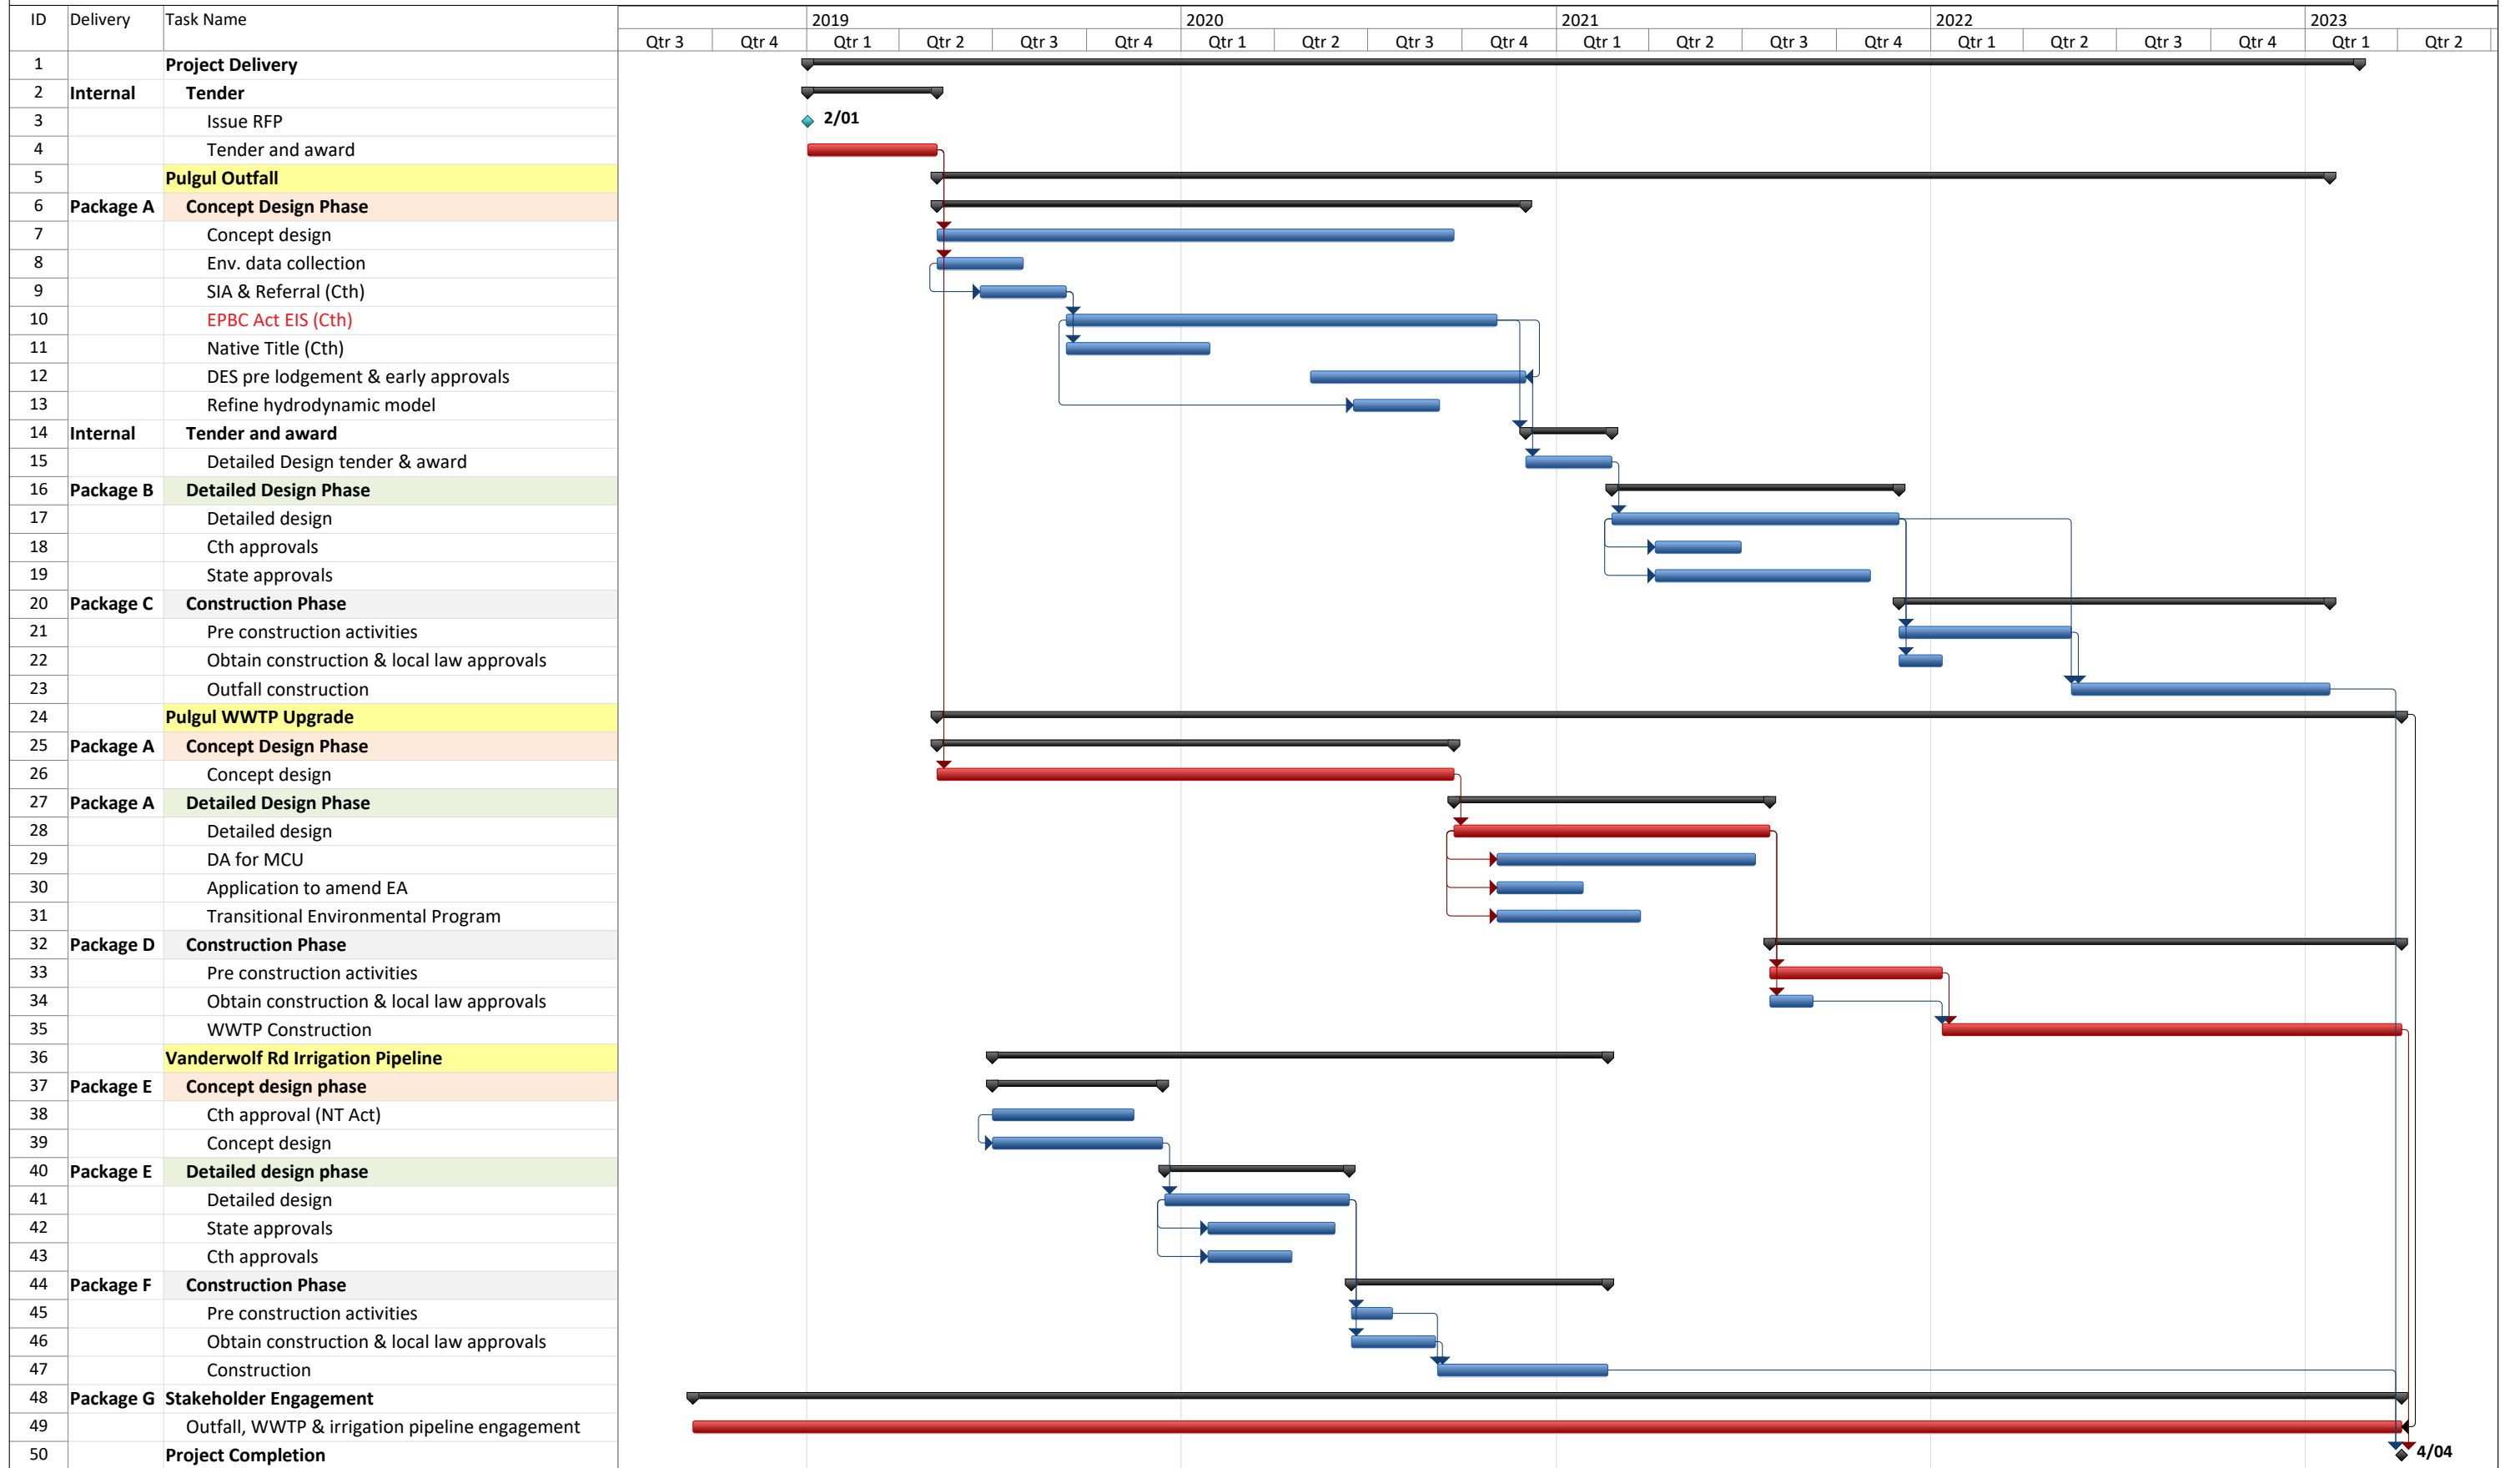 ID Delivery Task Name 2019 2020 2021 2022 2023
Qtr 3 Qtr 4 Qtr 1 Qtr 2 Qtr 3 Qtr 4 Qtr 1 Qtr 2 Qtr 3 Qtr 4 Qtr 1 Qtr 2 Qtr 3 Qtr 4 Qtr 1 Qtr 2 Qtr 3 Qtr 4 Qtr 1 Qtr 2
1 Project Delivery
2 Internal Tender
3 Issue RFP 2/01
4 Tender and award
5 Pulgul Outfall
6 Package A Concept Design Phase
7 Concept design
8 Env. data collection
9 SIA & Referral (Cth)
10 EPBC Act EIS (Cth)
11 Native Title (Cth)
12 DES pre lodgement & early approvals
13 Refine hydrodynamic model
14 Internal Tender and award
15 Detailed Design tender & award
16 Package B Detailed Design Phase
17 Detailed design
18 Cth approvals
19 State approvals
20 Package C Construction Phase
21 Pre construction activities
22 Obtain construction & local law approvals
23 Outfall construction
24 Pulgul WWTP Upgrade
25 Package A Concept Design Phase
26 Concept design
27 Package A Detailed Design Phase
28 Detailed design
29 DA for MCU
30 Application to amend EA
31 Transitional Environmental Program
32 Package D Construction Phase
33 Pre construction activities
34 Obtain construction & local law approvals
35 WWTP Construction
36 Vanderwolf Rd Irrigation Pipeline
37 Package E Concept design phase
38 Cth approval (NT Act)
39 Concept design
40 Package E Detailed design phase
41 Detailed design
42 State approvals
43 Cth approvals
44 Package F Construction Phase
45 Pre construction activities
46 Obtain construction & local law approvals
47 Construction
48 Package G Stakeholder Engagement
49 Outfall, WWTP & irrigation pipeline engagement
50 Project Completion 4/04